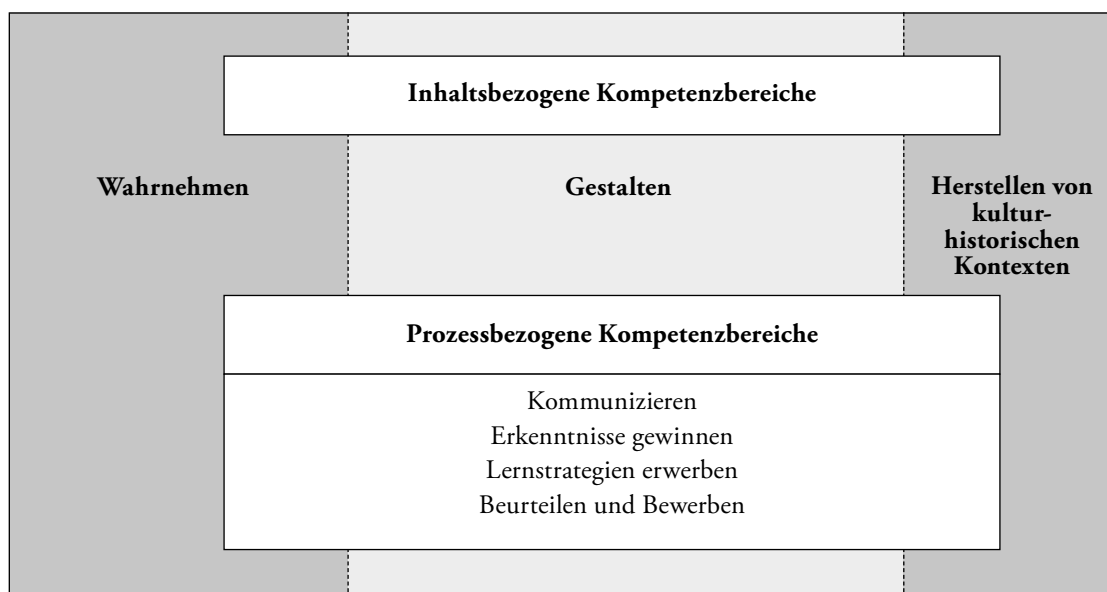 Inhaltsbezogene Kompetenzbereiche
Wahrnehmen
Gestalten
Herstellen von
kultur-
historischen
Kontexten
Prozessbezogene Kompetenzbereiche
Kommunizieren
Erkenntnisse gewinnen
Lernstrategien erwerben
Beurteilen und Bewerben